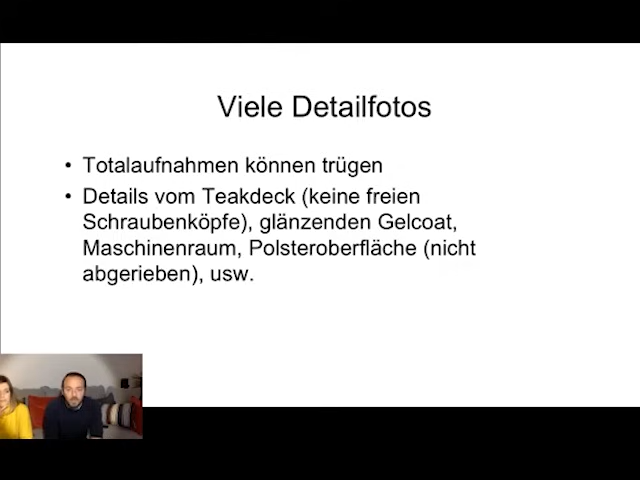 Viele Detailfotos
• Totalaufnahmen können trügen
• Details vom Teakdeck (keine freien
Schraubenköpfe), glänzenden Gelcoat,
Maschinenraum, Polsteroberfläche (nicht
abgerieben), usw.